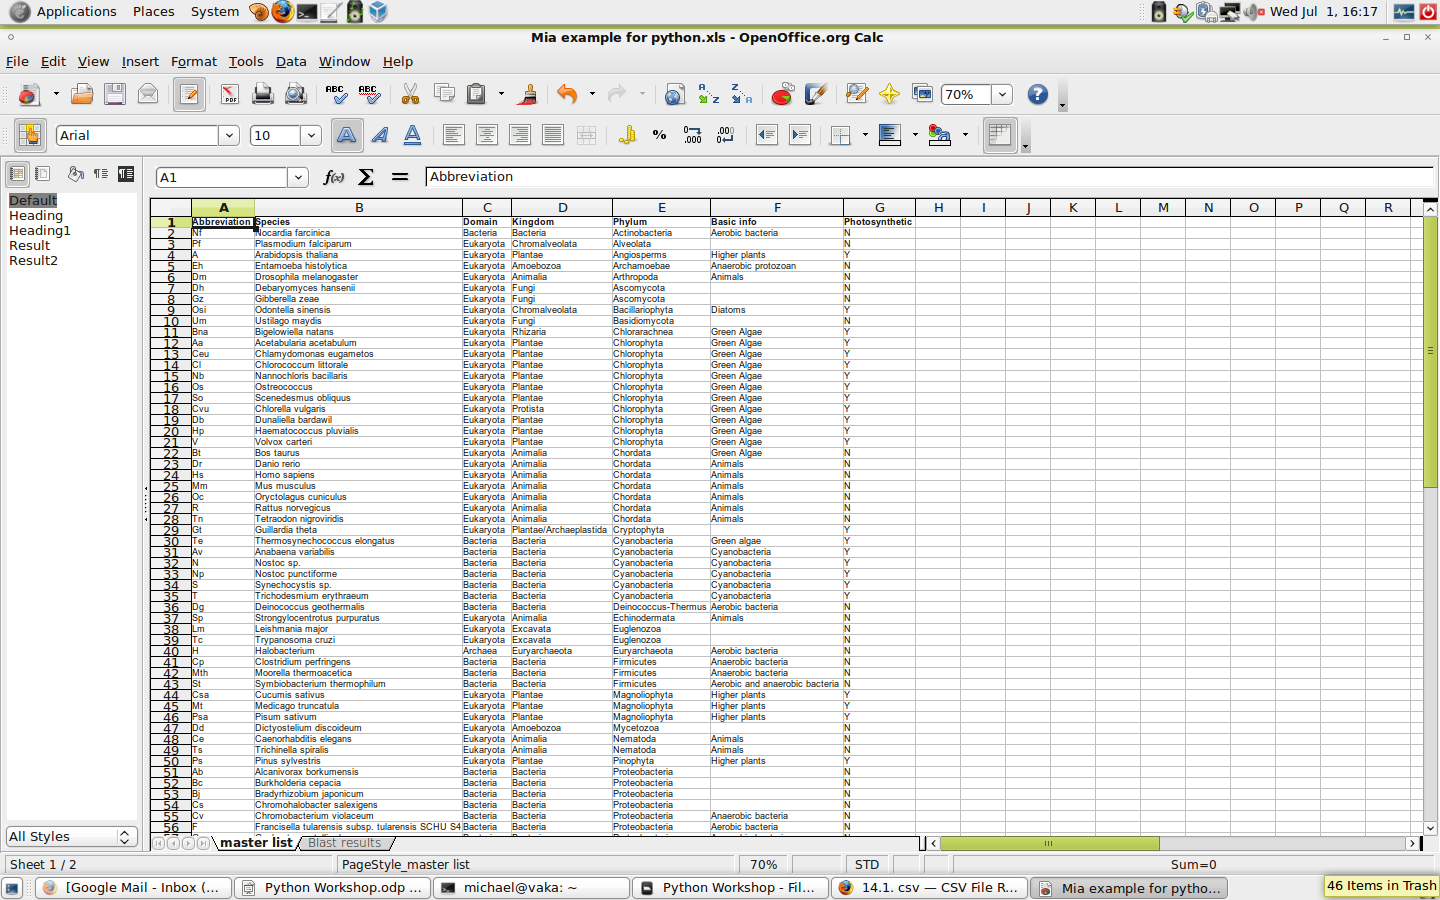 Applications Places System Wed Jul 1, 16:17
Mia example for python.xls - OpenOffice.org Calc
File Edit View Insert Format Tools Data Window Help
70%
Arial 10
A1 Abbreviation
Default
Heading
Heading1
Result
Result2
A B C D E F G H I J K L M N O P Q R
1 Abbreviation Species Domain Kingdom Phylum Basic info Photosynthetic
2 Nf Nocardia farcinica Bacteria Bacteria Actinobacteria Aerobic bacteria N
3 Pf Plasmodium falciparum Eukaryota Chromalveolata Alveolata N
4 A Arabidopsis thaliana Eukaryota Plantae Angiosperms Higher plants Y
5 Eh Entamoeba histolytica Eukaryota Amoebozoa Archamoebae Anaerobic protozoan N
6 Dm Drosophila melanogaster Eukaryota Animalia Arthropoda Animals N
7 Dh Debaryomyces hansenii Eukaryota Fungi Ascomycota N
8 Gz Gibberella zeae Eukaryota Fungi Ascomycota N
9 Osi Odontella sinensis Eukaryota Chromalveolata Bacillariophyta Diatoms Y
10 Um Ustilago maydis Eukaryota Fungi Basidiomycota N
11 Bna Bigelowiella natans Eukaryota Rhizaria Chlorarachnea Green Algae Y
12 Aa Acetabularia acetabulum Eukaryota Plantae Chlorophyta Green Algae Y
13 Ceu Chlamydomonas eugametos Eukaryota Plantae Chlorophyta Green Algae Y
14 Cl Chlorococcum littorale Eukaryota Plantae Chlorophyta Green Algae Y
15 Nb Nannochloris bacillaris Eukaryota Plantae Chlorophyta Green Algae Y
16 Os Ostreococcus Eukaryota Plantae Chlorophyta Green Algae Y
17 So Scenedesmus obliquus Eukaryota Plantae Chlorophyta Green Algae Y
18 Cvu Chlorella vulgaris Eukaryota Protista Chlorophyta Green Algae Y
19 Db Dunaliella bardawil Eukaryota Plantae Chlorophyta Green Algae Y
20 Hp Haematococcus pluvialis Eukaryota Plantae Chlorophyta Green Algae Y
21 V Volvox carteri Eukaryota Plantae Chlorophyta Green Algae Y
22 Bt Bos taurus Eukaryota Animalia Chordata Green Algae N
23 Dr Danio rerio Eukaryota Animalia Chordata Animals N
24 Hs Homo sapiens Eukaryota Animalia Chordata Animals N
25 Mm Mus musculus Eukaryota Animalia Chordata Animals N
26 Oc Oryctolagus cuniculus Eukaryota Animalia Chordata Animals N
27 R Rattus norvegicus Eukaryota Animalia Chordata Animals N
28 Tn Tetraodon nigroviridis Eukaryota Animalia Chordata Animals N
29 Gt Guillardia theta Eukaryota Plantae/Archaeplastida Cryptophyta Y
30 Te Thermosynechococcus elongatus Bacteria Bacteria Cyanobacteria Green algae Y
31 Av Anabaena variabilis Bacteria Bacteria Cyanobacteria Cyanobacteria Y
32 N Nostoc sp. Bacteria Bacteria Cyanobacteria Cyanobacteria Y
33 Np Nostoc punctiforme Bacteria Bacteria Cyanobacteria Cyanobacteria Y
34 S Synechocystis sp. Bacteria Bacteria Cyanobacteria Cyanobacteria Y
35 T Trichodesmium erythraeum Bacteria Bacteria Cyanobacteria Cyanobacteria Y
36 Dg Deinococcus geothermalis Bacteria Bacteria Deinococcus-Thermus Aerobic bacteria N
37 Sp Strongylocentrotus purpuratus Eukaryota Animalia Echinodermata Animals N
38 Lm Leishmania major Eukaryota Excavata Euglenozoa N
39 Tc Trypanosoma cruzi Eukaryota Excavata Euglenozoa N
40 H Halobacterium Archaea Euryarchaeota Euryarchaeota Aerobic bacteria N
41 Cp Clostridium perfringens Bacteria Bacteria Firmicutes Anaerobic bacteria N
42 Mth Moorella thermoacetica Bacteria Bacteria Firmicutes Anaerobic bacteria N
43 St Symbiobacterium thermophilum Bacteria Bacteria Firmicutes Aerobic and anaerobic bacteria N
44 Csa Cucumis sativus Eukaryota Plantae Magnoliophyta Higher plants Y
45 Mt Medicago truncatula Eukaryota Plantae Magnoliophyta Higher plants Y
46 Psa Pisum sativum Eukaryota Plantae Magnoliophyta Higher plants Y
47 Dd Dictyostelium discoideum Eukaryota Amoebozoa Mycetozoa N
48 Ce Caenorhabditis elegans Eukaryota Animalia Nematoda Animals N
49 Ts Trichinella spiralis Eukaryota Animalia Nematoda Animals N
50 Ps Pinus sylvestris Eukaryota Plantae Pinophyta Higher plants Y
51 Ab Alcanivorax borkumensis Bacteria Bacteria Proteobacteria N
52 Bc Burkholderia cepacia Bacteria Bacteria Proteobacteria N
53 Bj Bradyrhizobium japonicum Bacteria Bacteria Proteobacteria N
54 Cs Chromohalobacter salexigens Bacteria Bacteria Proteobacteria N
55 Cv Chromobacterium violaceum Bacteria Bacteria Proteobacteria Anaerobic bacteria N
56 F Francisella tularensis subsp. tularensis SCHU S4 Bacteria Bacteria Proteobacteria Aerobic bacteria N
All Styles master list Blast results
Sheet 1 / 2 PageStyle_master list 70% STD Sum=0
[Google Mail - Inbox (... Python Workshop.odp ... michael@vaka: ~ Python Workshop - Fil... 14.1. csv — CSV File R... Mia example for pytho... 46 Items in Trash